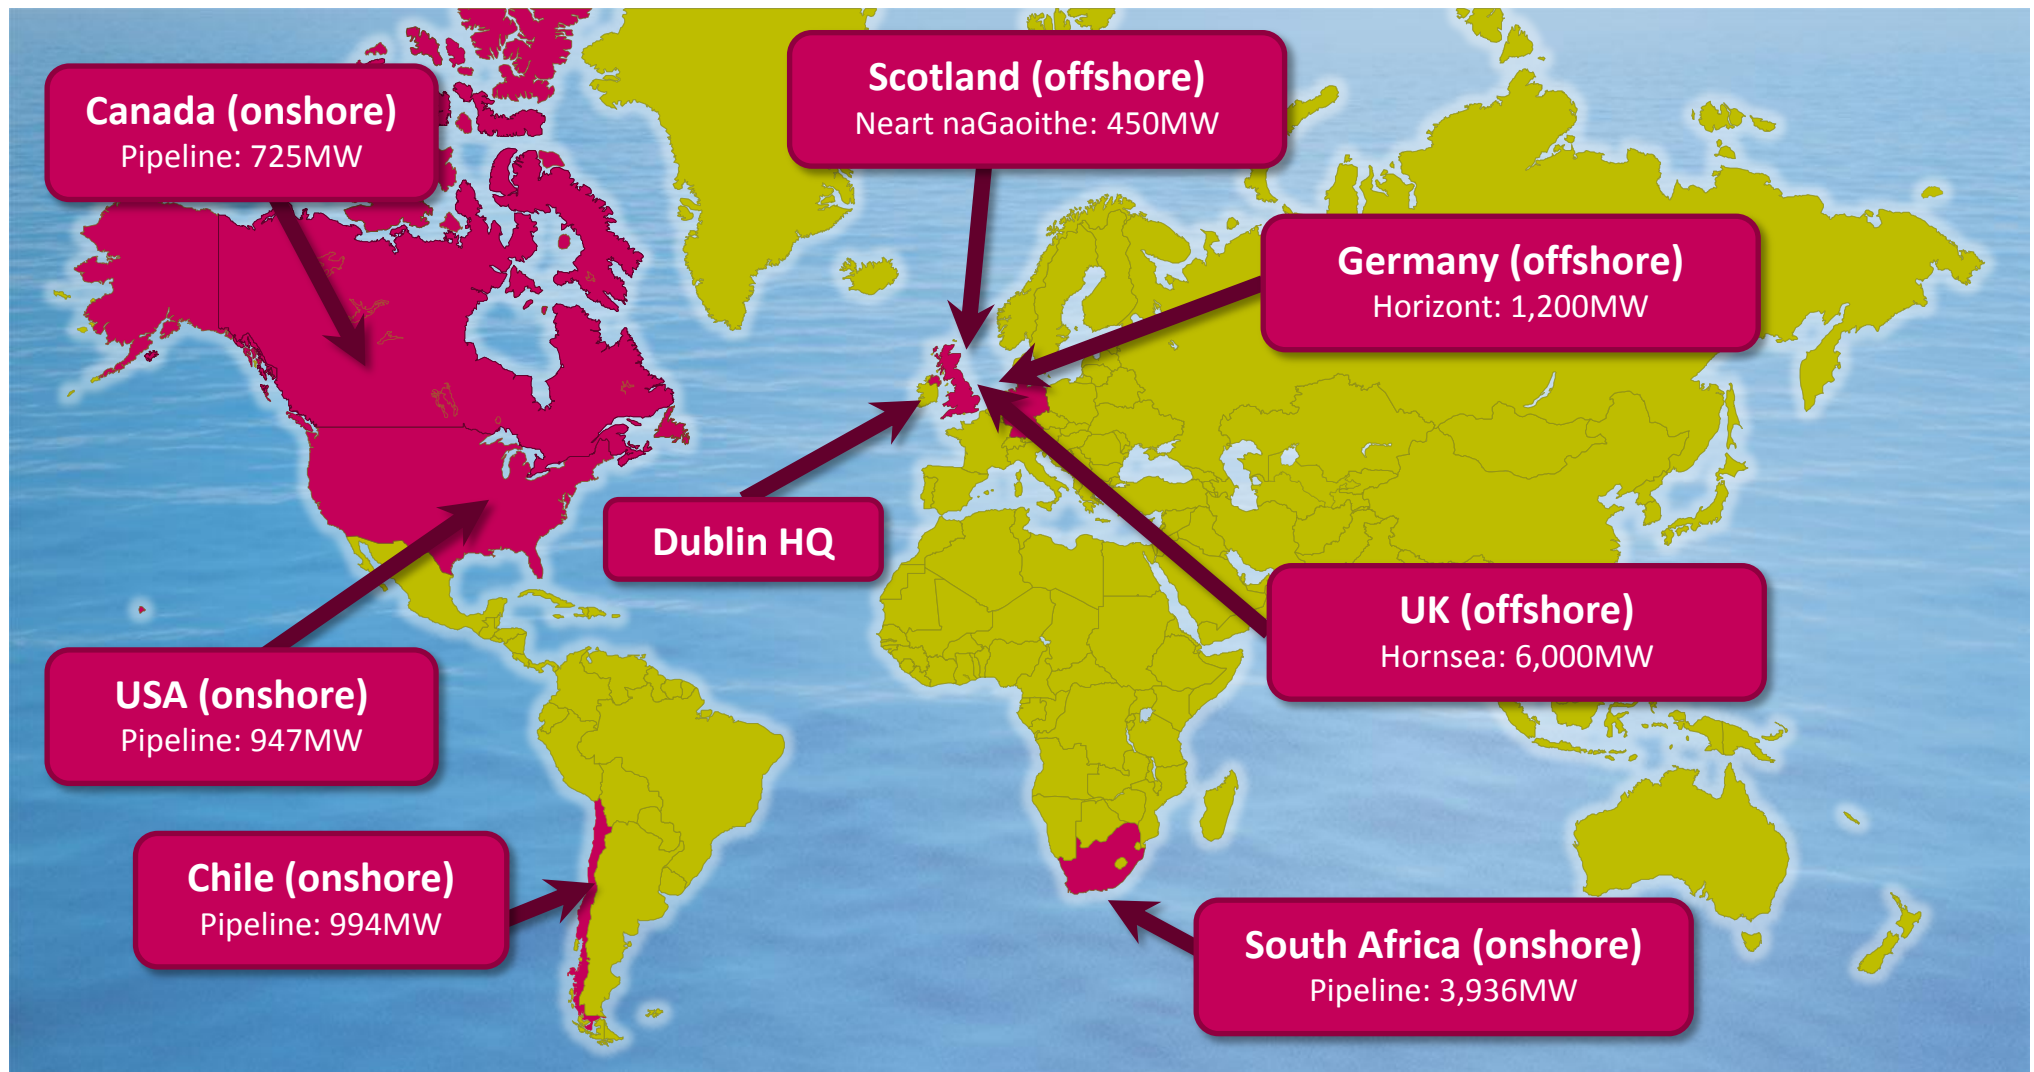 Canada (onshore)
Pipeline: 725MW
Scotland (offshore)
Neart naGaoithe: 450MW
Germany (offshore)
Horizont: 1,200MW
Dublin HQ
UK (offshore)
Hornsea: 6,000MW
USA (onshore)
Pipeline: 947MW
Chile (onshore)
Pipeline: 994MW
South Africa (onshore)
Pipeline: 3,936MW